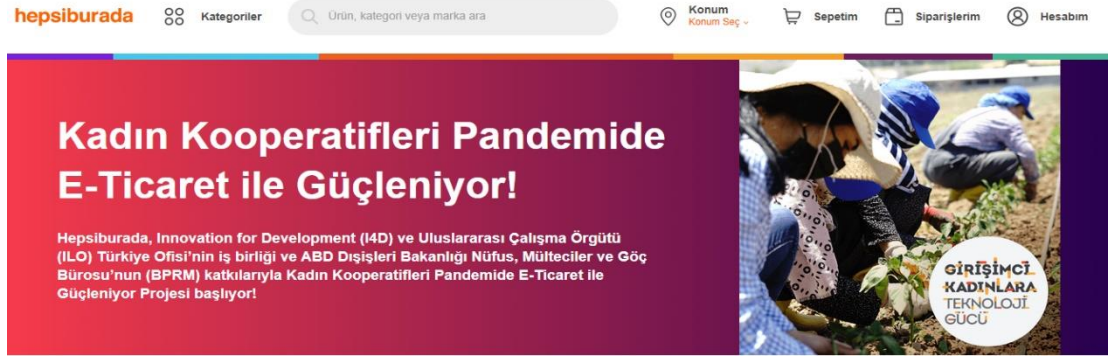 hepsiburada
Kategoriler
Ürün, kategori veya marka ara
Konum
Konum Seç
Sepetim
Siparişlerim
Hesabım
Kadın Kooperatifleri Pandemide
E-Ticaret ile Güçleniyor!
Hepsiburada, Innovation for Development (I4D) ve Uluslararası Çalışma Örgütü
(ILO) Türkiye Ofisi'nin iş birliği ve ABD Dışişleri Bakanlığı Nüfus, Mülteciler ve Göç
Bürosu'nun (BPRM) katkılarıyla Kadın Kooperatifleri Pandemide E-Ticaret ile
Güçleniyor Projesi başlıyor!
GİRİŞİMCİ
KADINLARA
TEKNOLOJİ
GÜCÜ